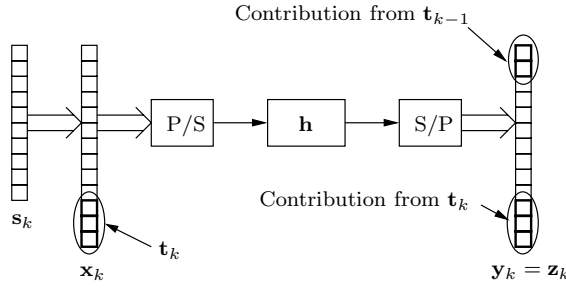 Contribution from t_{k−1}
P/S
h
S/P
s_k
Contribution from t_k
t_k
x_k
y_k = z_k